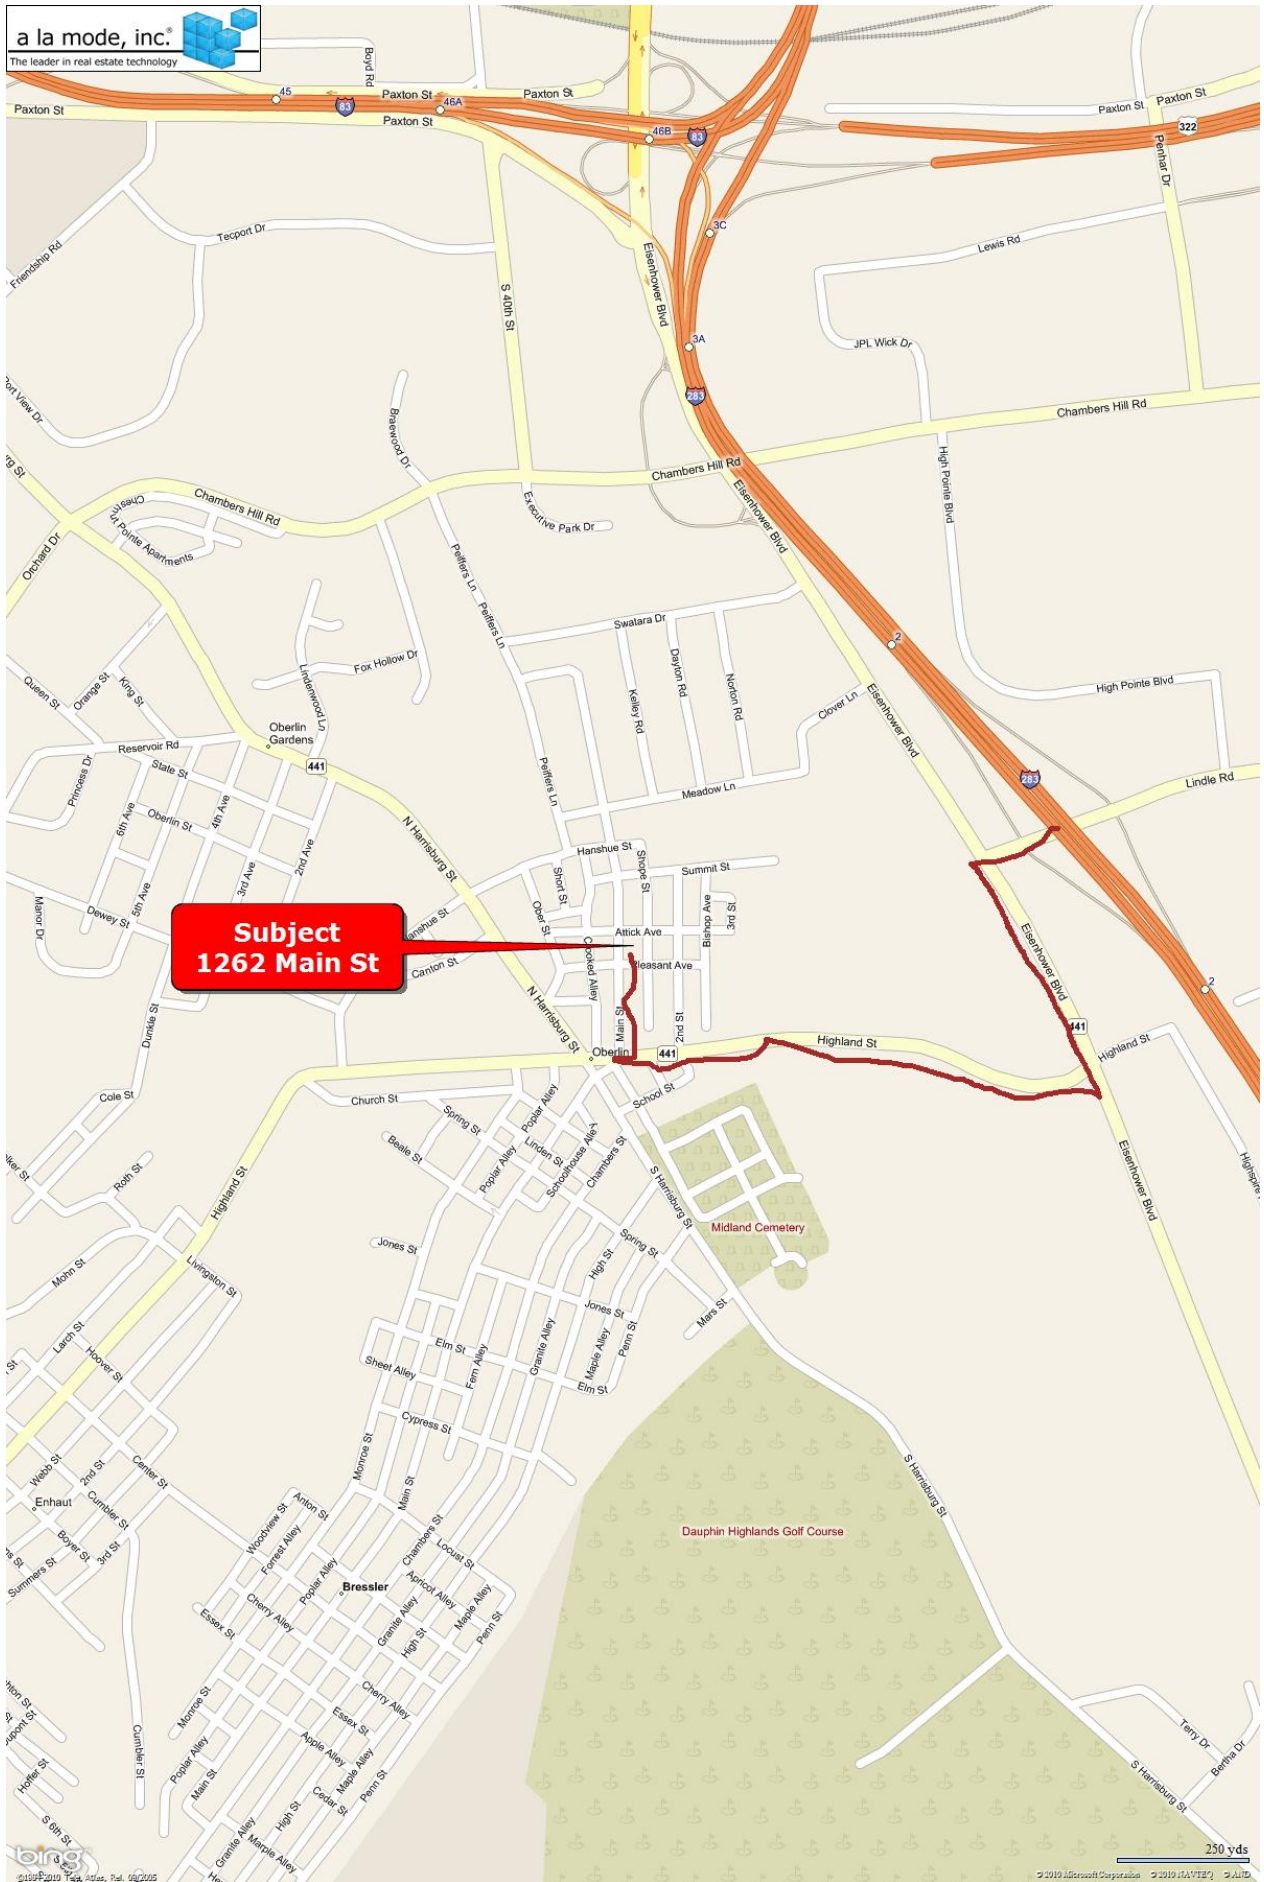 a la mode, inc.®
The leader in real estate technology
Boyd Rd
45
Paxton St
46A
Paxton St
83
Paxton St
Paxton St
46B
83
Paxton St
Paxton St
322
Penhar Dr
Friendship Rd
Tecport Dr
S 40th St
Eisenhower Blvd
3C
Lewis Rd
3A
JPL Wick Dr
283
Port View Dr
Braewood Dr
Chambers Hill Rd
Chambers Hill Rd
High Pointe Blvd
Chambers Hill Rd
Executive Park Dr
Eisenhower Blvd
Pointe Apartments
Orchard Dr
Peiffers Ln
Peiffers Ln
Swatara Dr
2
Queen St
Orange St
King St
Lindenwood Ln
Fox Hollow Dr
Kelley Rd
Dayton Rd
Norton Rd
Clover Ln
Eisenhower Blvd
High Pointe Blvd
Oberlin
Gardens
Reservoir Rd
441
State St
Princess Dr
Peiffers Ln
Meadow Ln
283
Lindle Rd
6th Ave
Oberlin St
4th Ave
N Harrisburg St
2nd Ave
3rd Ave
5th Ave
Hanshue St
Shope St
Summit St
Short St
Manor Dr
Dewey St
Ober St
Bishop Ave
3rd St
Attick Ave
Subject
1262 Main St
Canton St
Crooked Alley
Pleasant Ave
Eisenhower Blvd
2
Dunkle St
N Harrisburg St
Main St
2nd St
441
Oberlin
441
Highland St
Highland St
Cole St
Church St
School St
Spring St
Poplar Alley
Linden St
Schoolhouse Alley
Chambers St
Beale St
Poplar Alley
Roth St
Highland St
S Harrisburg St
Eisenhower Blvd
Midland Cemetery
Jones St
Spring St
High St
Mohn St
Livingston St
Jones St
Mars St
Larch St
Hoover St
Elm St
Fern Alley
Granite Alley
Maple Alley
Penn St
Sheet Alley
Elm St
Cypress St
Monroe St
Main St
S Harrisburg St
Webb St
2nd St
Center St
Enhaut
Cumbler St
Boyer St
3rd St
Summers St
Woodview St
Anton St
Forrest Alley
Poplar Alley
Chambers St
Locust St
Dauphin Highlands Golf Course
Bressler
Apricot Alley
Maple Alley
Penn St
Essex St
Cherry Alley
Granite Alley
High St
Monroe St
Cherry Alley
Essex St
Cumbler St
Poplar Alley
Main St
Apple Alley
Maple Alley
Penn St
Cedar St
High St
Terry Dr
Bertha Dr
S Harrisburg St
Dupont St
Hoffer St
S 6th St
Granite Alley
Marple Alley
bing
250 yds
© 2010 Microsoft Corporation © 2010 NAVTEQ © AND